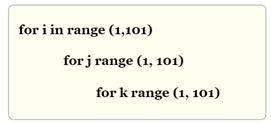 for i in range (1,101)
for j range (1, 101)
for k range (1, 101)